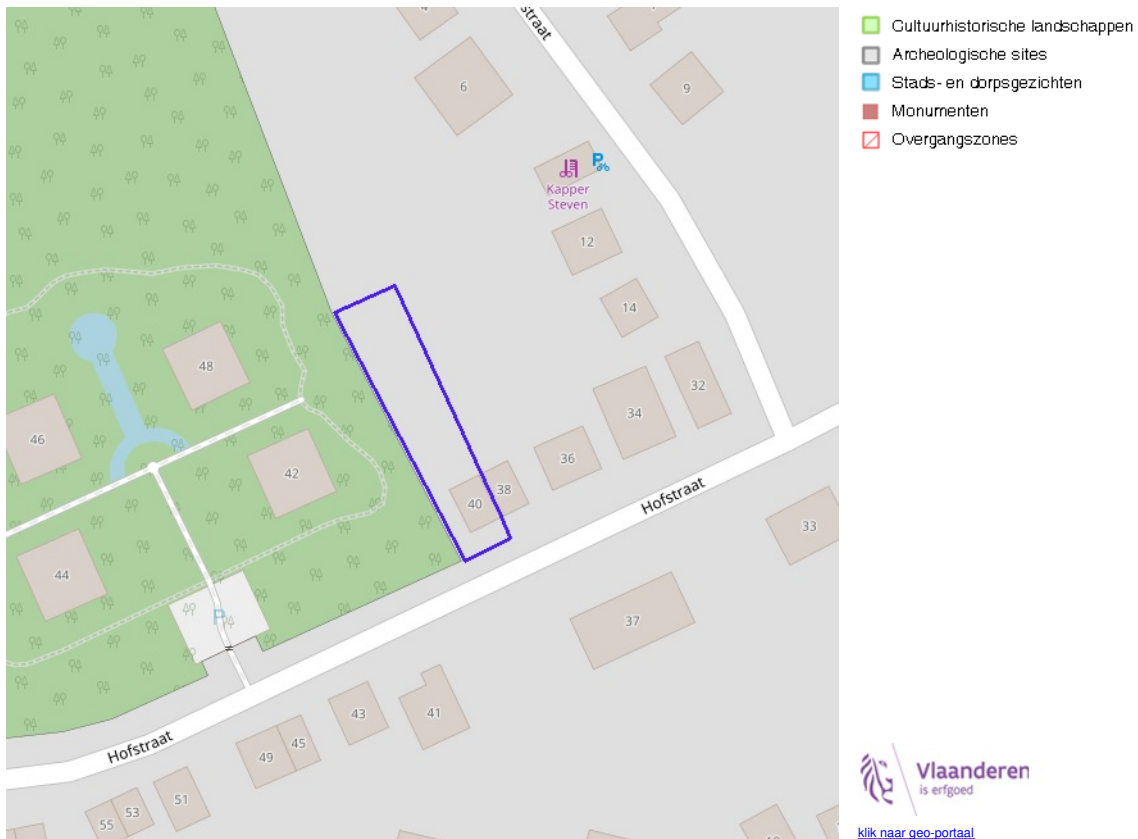 straat
6
9
P
Kapper
Steven
12
14
48
32
34
46
42
36
38
40
Hofstraat
33
44
P
37
43
41
45
49
Hofstraat
51
53
55
Cultuurhistorische landschappen
Archeologische sites
Stads- en dorpsgezichten
Monumenten
Overgangszones
Vlaanderen
is erfgoed
klik naar geo-portaal